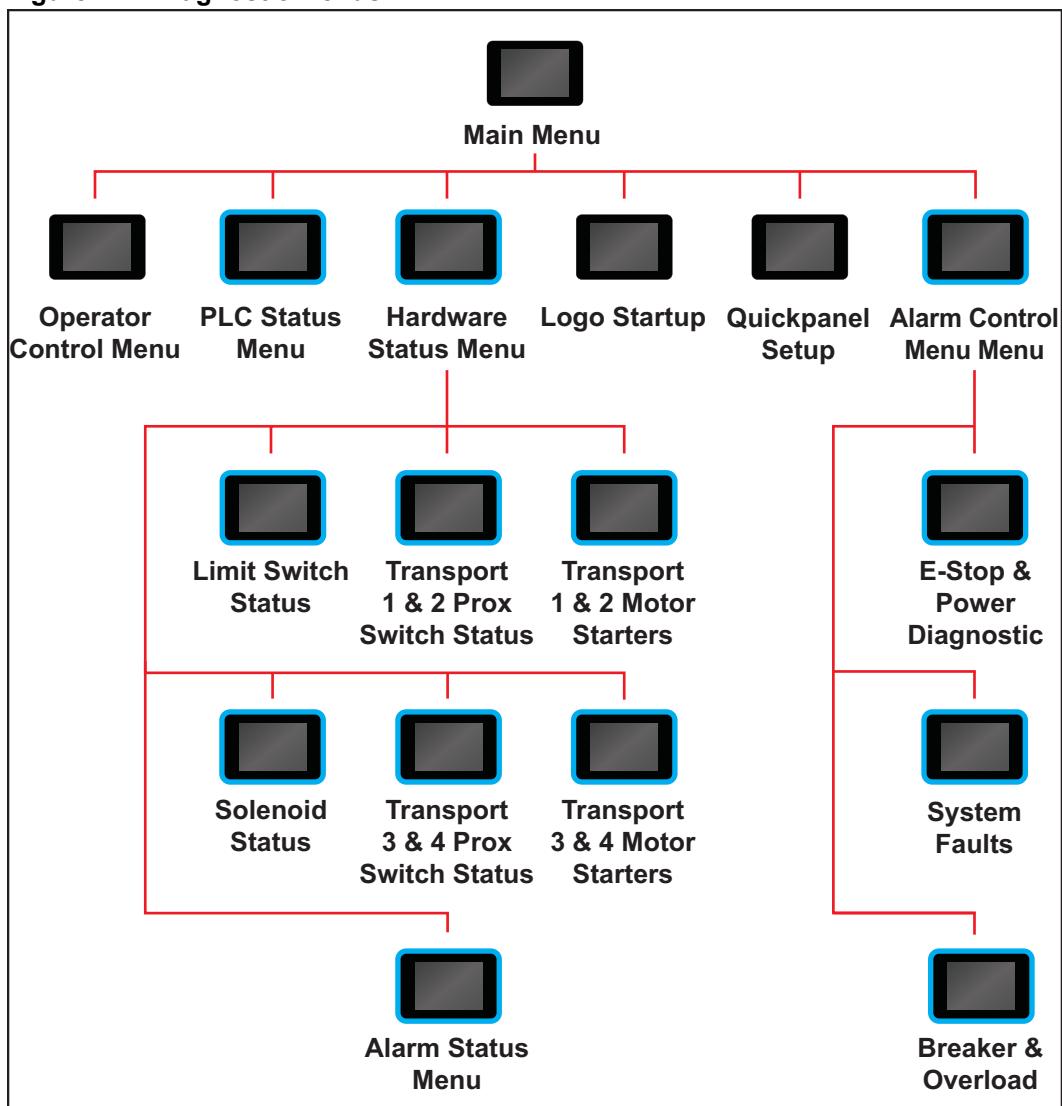 Main Menu
Operator
Control Menu
PLC Status
Menu
Hardware
Status Menu
Logo Startup
Quickpanel
Setup
Alarm Control
Menu Menu
Limit Switch
Status
Transport
1 & 2 Prox
Switch Status
Transport
1 & 2 Motor
Starters
E-Stop &
Power
Diagnostic
Solenoid
Status
Transport
3 & 4 Prox
Switch Status
Transport
3 & 4 Motor
Starters
System
Faults
Alarm Status
Menu
Breaker &
Overload